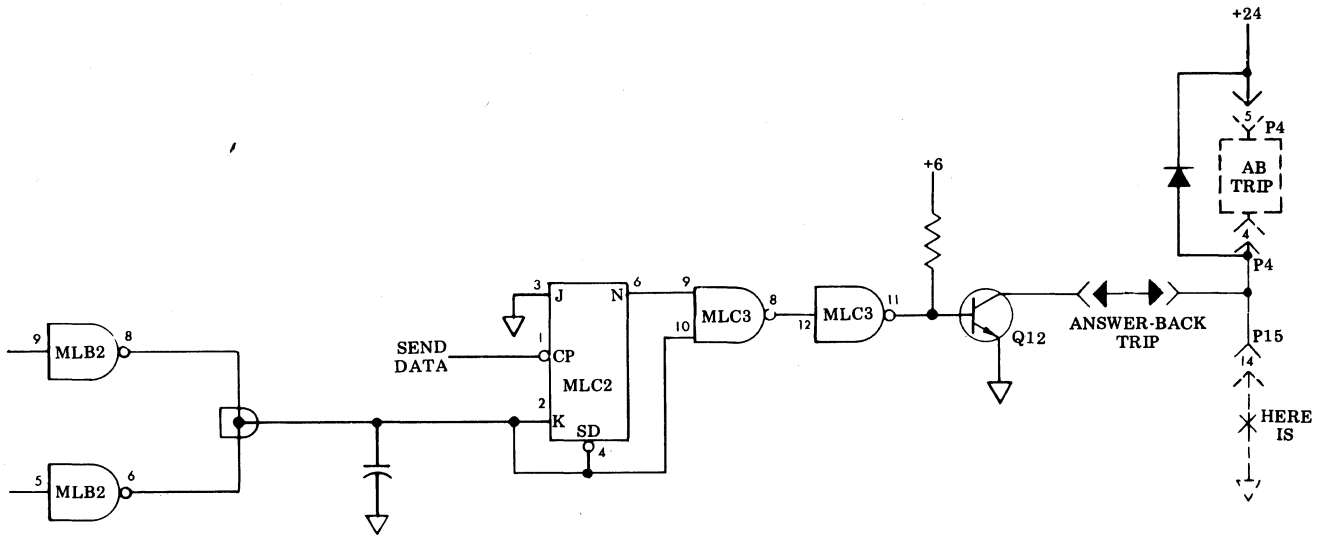 +24
5
P4
AB
TRIP
4
P4
+6
3
J
N
6
9
8
MLC3
10
12
MLC3
11
Q12
ANSWER-BACK
TRIP
P15
14
HERE
IS
SEND
DATA
1
CP
MLC2
2
K
SD
4
9
MLB2
8
5
MLB2
6